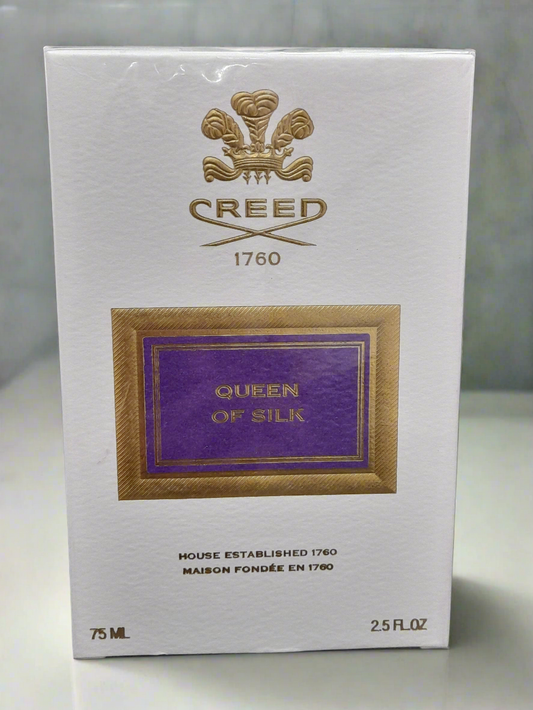 CREED
1760
QUEEN
OF SILK
HOUSE ESTABLISHED 1760
MAISON FONDÉE EN 1760
75 ML
2.5 FL.OZ